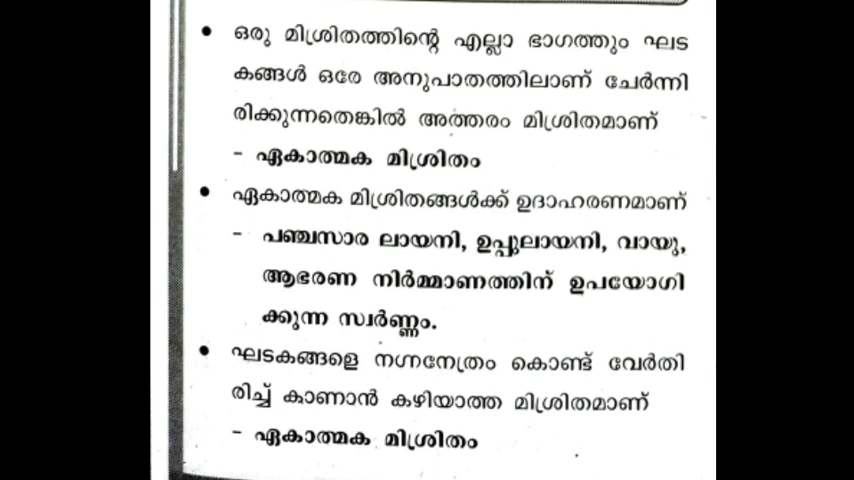 • ഒരു മിശ്രിതത്തിന്റെ എല്ലാ ഭാഗത്തും ഘട
കങ്ങൾ ഒരേ അനുപാതത്തിലാണ് ചേർന്നി
രിക്കുന്നതെങ്കിൽ അത്തരം മിശ്രിതമാണ്
– ഏകാത്മക മിശ്രിതം
• ഏകാത്മക മിശ്രിതങ്ങൾക്ക് ഉദാഹരണമാണ്
– പഞ്ചസാര ലായനി, ഉപ്പുലായനി, വായു,
ആഭരണ നിർമ്മാണത്തിന് ഉപയോഗി
ക്കുന്ന സ്വർണ്ണം.
• ഘടകങ്ങളെ നഗ്നനേത്രം കൊണ്ട് വേർതി
രിച്ച് കാണാൻ കഴിയാത്ത മിശ്രിതമാണ്
– ഏകാത്മക മിശ്രിതം